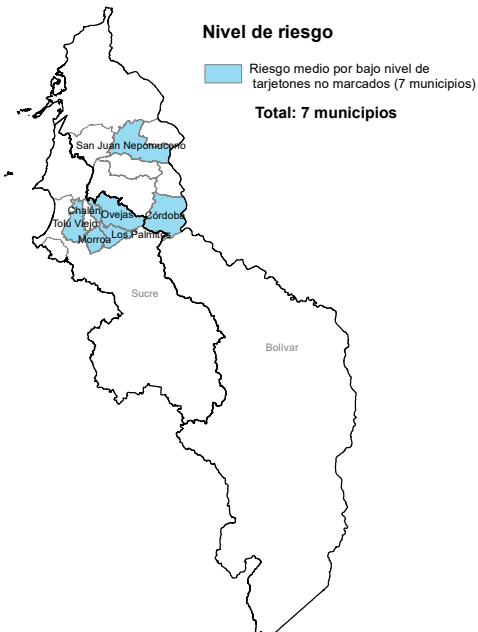 Nivel de riesgo
Riesgo medio por bajo nivel de
tarjetones no marcados (7 municipios)
Total: 7 municipios
San Juan Nepomuceno
Chalán
Ovejas
Córdoba
Tolú Viejo
Los Palmitos
Morroa
Sucre
Bolívar